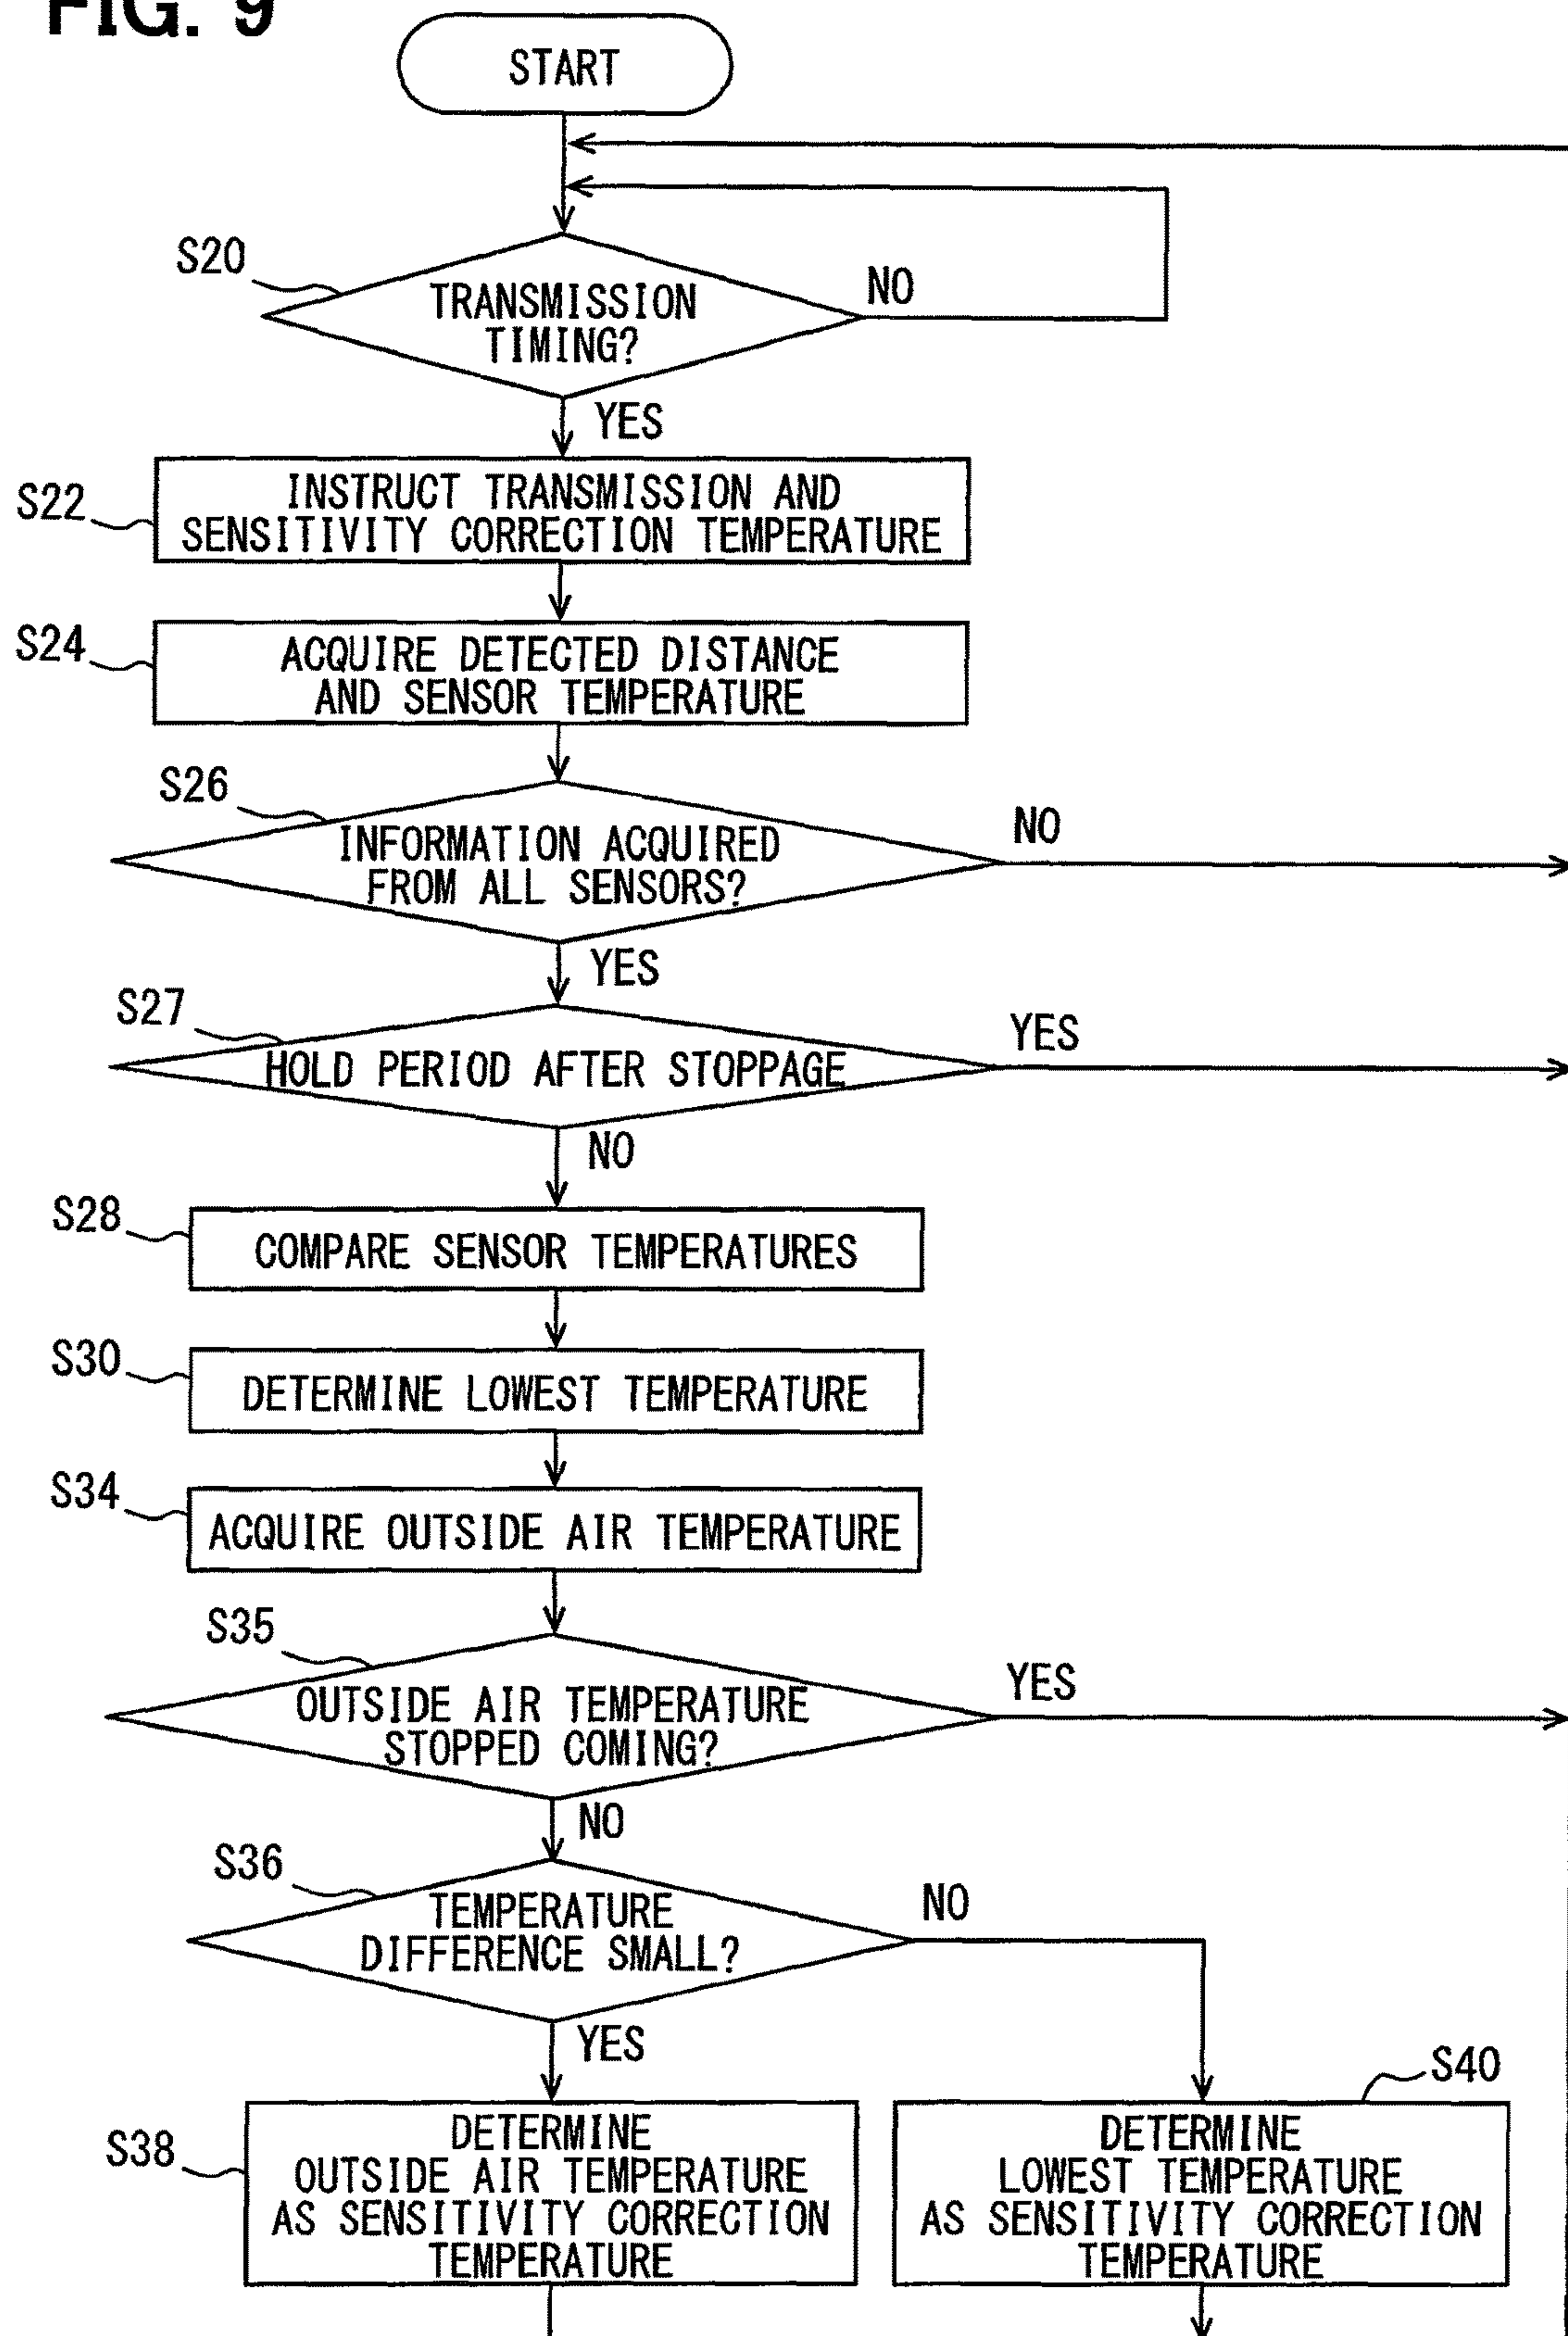 FIG. 9
START
S20
TRANSMISSION
TIMING?
NO
YES
S22
INSTRUCT TRANSMISSION AND
SENSITIVITY CORRECTION TEMPERATURE
S24
ACQUIRE DETECTED DISTANCE
AND SENSOR TEMPERATURE
S26
INFORMATION ACQUIRED
FROM ALL SENSORS?
NO
YES
S27
HOLD PERIOD AFTER STOPPAGE
YES
NO
S28
COMPARE SENSOR TEMPERATURES
S30
DETERMINE LOWEST TEMPERATURE
S34
ACQUIRE OUTSIDE AIR TEMPERATURE
S35
OUTSIDE AIR TEMPERATURE
STOPPED COMING?
YES
NO
S36
TEMPERATURE
DIFFERENCE SMALL?
NO
YES
S38
DETERMINE
OUTSIDE AIR TEMPERATURE
AS SENSITIVITY CORRECTION
TEMPERATURE
S40
DETERMINE
LOWEST TEMPERATURE
AS SENSITIVITY CORRECTION
TEMPERATURE